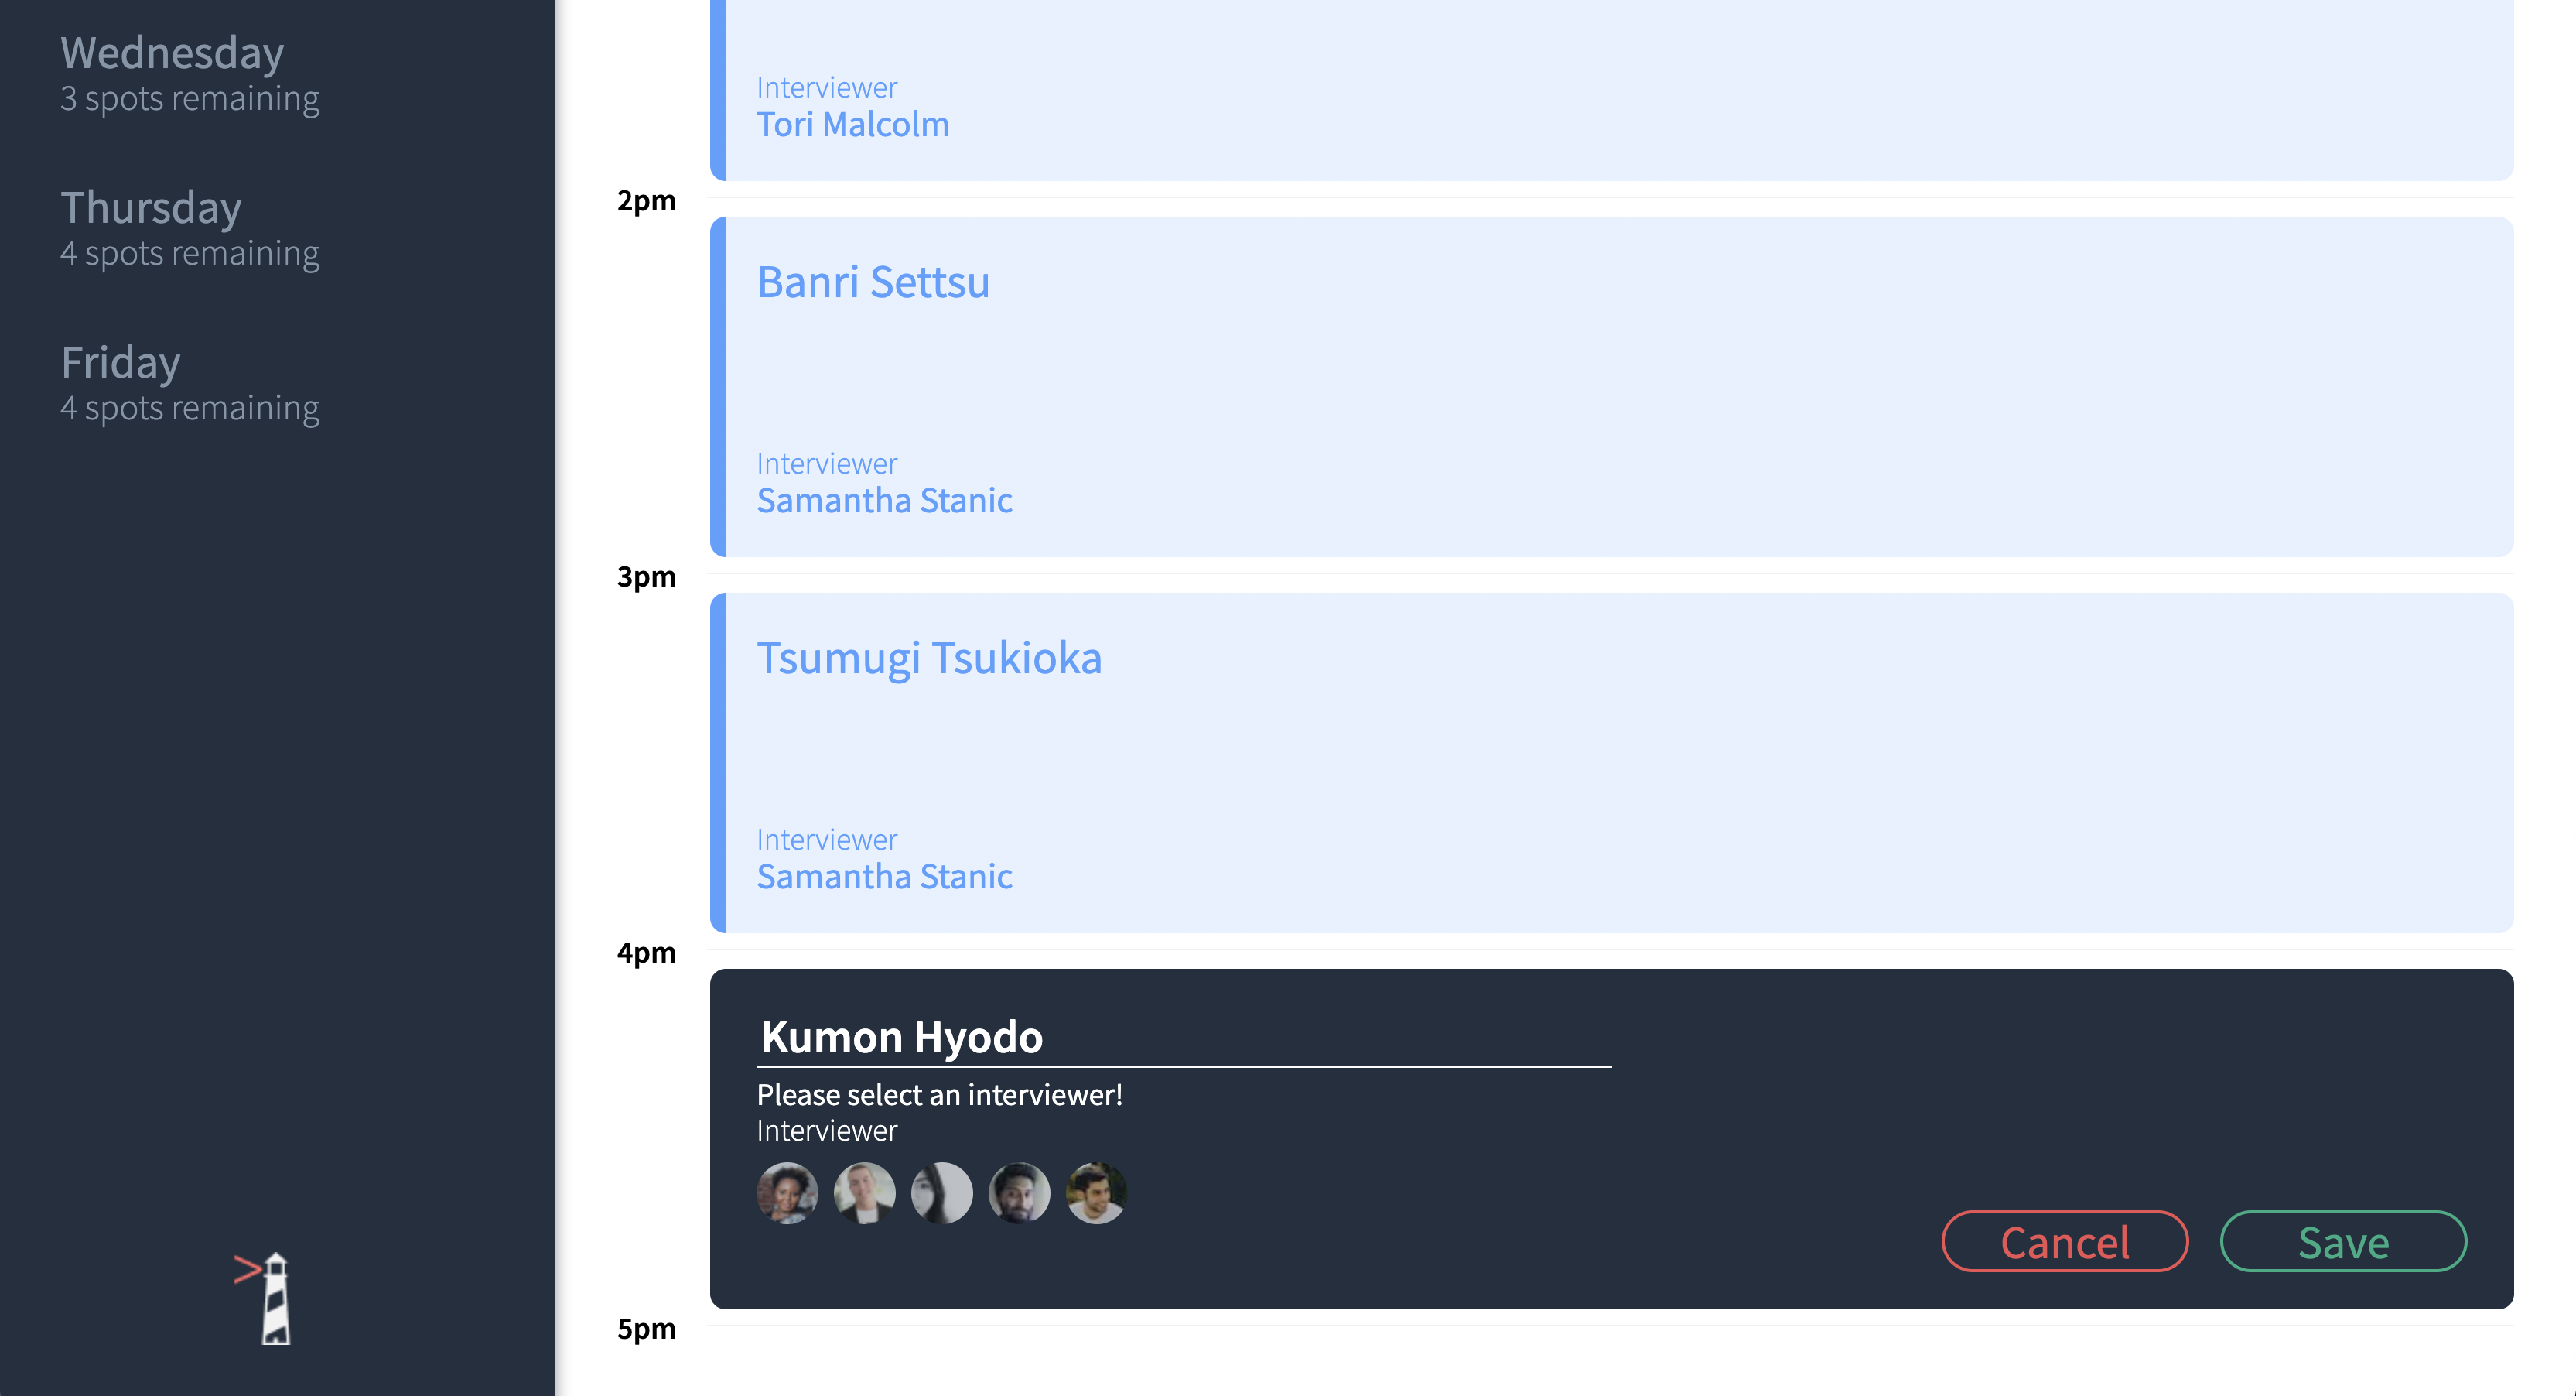 Wednesday
3 spots remaining
Thursday
4 spots remaining
Friday
4 spots remaining
Interviewer
Tori Malcolm
2pm
Banri Settsu
Interviewer
Samantha Stanic
3pm
Tsumugi Tsukioka
Interviewer
Samantha Stanic
4pm
Kumon Hyodo
Please select an interviewer!
Interviewer
Cancel
Save
5pm